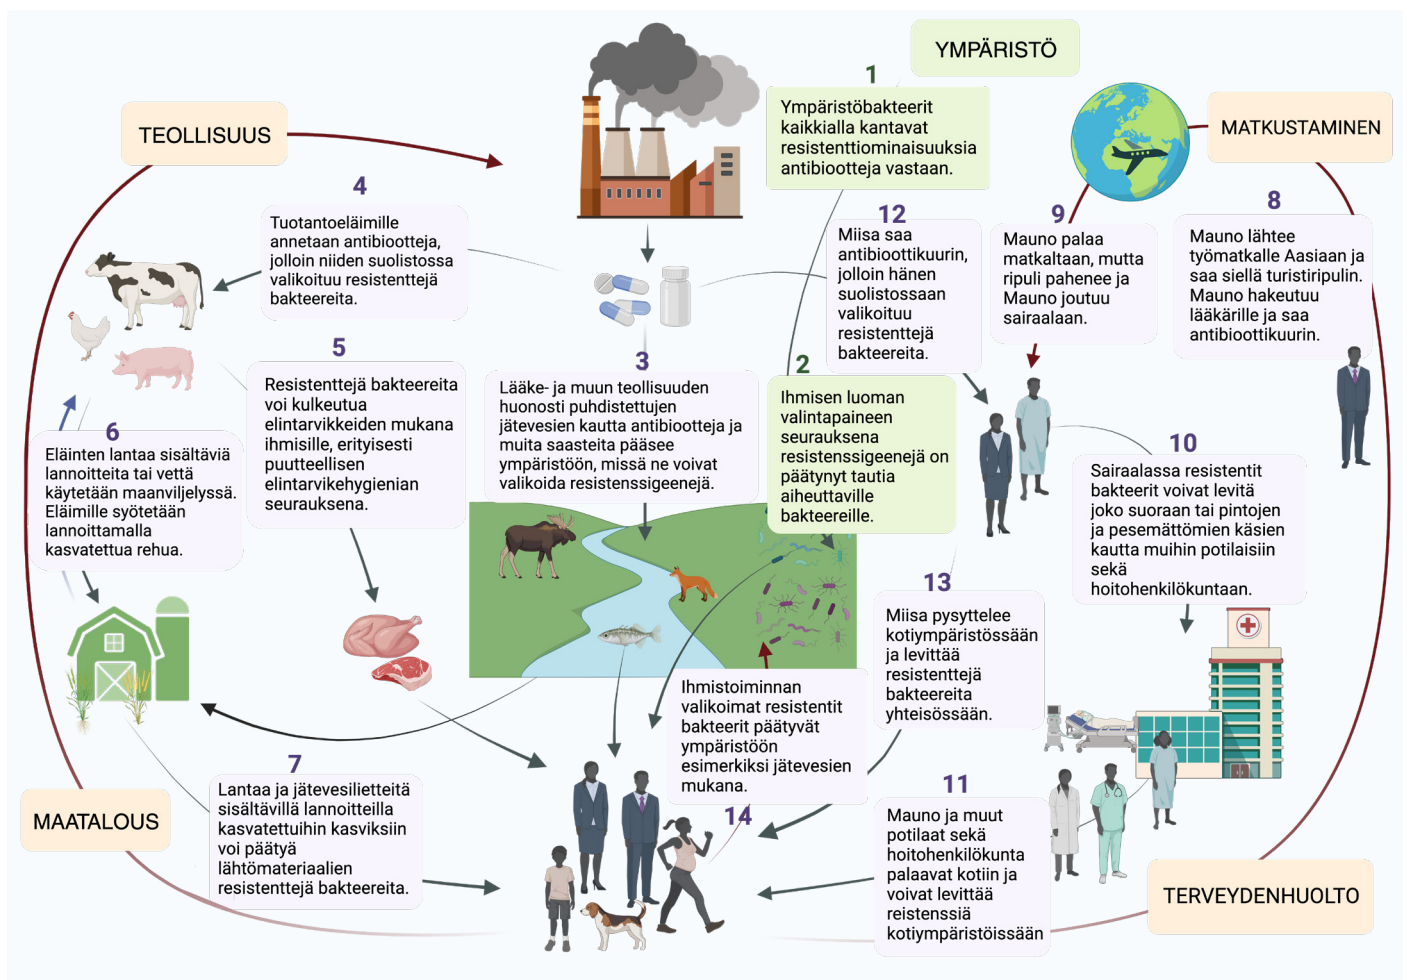 YMPÄRISTÖ
1
Ympäristöbakteerit
kaikkialla kantavat
resistenttiominaisuuksia
antibiootteja vastaan.
TEOLLISUUS
MATKUSTAMINEN
4
Tuotantoeläimille
annetaan antibiootteja,
jolloin niiden suolistossa
valikoituu resistenttejä
bakteereita.
12
Miisa saa
antibioottikuurin,
jolloin hänen
suolistossaan
valikoituu
resistenttejä
bakteereita.
9
Mauno palaa
matkaltaan, mutta
ripuli pahenee ja
Mauno joutuu
sairaalaan.
8
Mauno lähtee
työmatkalle Aasiaan ja
saa siellä turistiripulin.
Mauno hakeutuu
lääkärille ja saa
antibioottikuurin.
5
Resistenttejä bakteereita
voi kulkeutua
elintarvikkeiden mukana
ihmisille, erityisesti
puutteellisen
elintarvikehygienian
seurauksena.
3
Lääke- ja muun teollisuuden
huonosti puhdistettujen
jätevesien kautta antibiootteja ja
muita saasteita pääsee
ympäristöön, missä ne voivat
valikoida resistenssigeenejä.
2
Ihmisen luoman
valintapaineen
seurauksena
resistenssigeenejä on
päätynyt tautia
aiheuttaville
bakteereille.
6
Eläinten lantaa sisältäviä
lannoitteita tai vettä
käytetään maanviljelyssä.
Eläimille syötetään
lannoittamalla
kasvatettua rehua.
10
Sairaalassa resistentit
bakteerit voivat levitä
joko suoraan tai pintojen
ja pesemättömien käsien
kautta muihin potilaisiin
sekä
hoitohenkilökuntaan.
13
Miisa pysyttelee
kotiympäristössään
ja levittää
resistenttejä
bakteereita
yhteisössään.
Ihmistoiminnan
valikoimat resistentit
bakteerit päätyvät
ympäristöön
esimerkiksi jätevesien
mukana.
14
7
Lantaa ja jätevesilietteitä
sisältävillä lannoitteilla
kasvatettuihin kasviksiin
voi päätyä
lähtömateriaalien
resistenttejä bakteereita.
MAATALOUS
11
Mauno ja muut
potilaat sekä
hoitohenkilökunta
palaavat kotiin ja
voivat levittää
reistenssiä
kotiympäristöissään
TERVEYDENHUOLTO